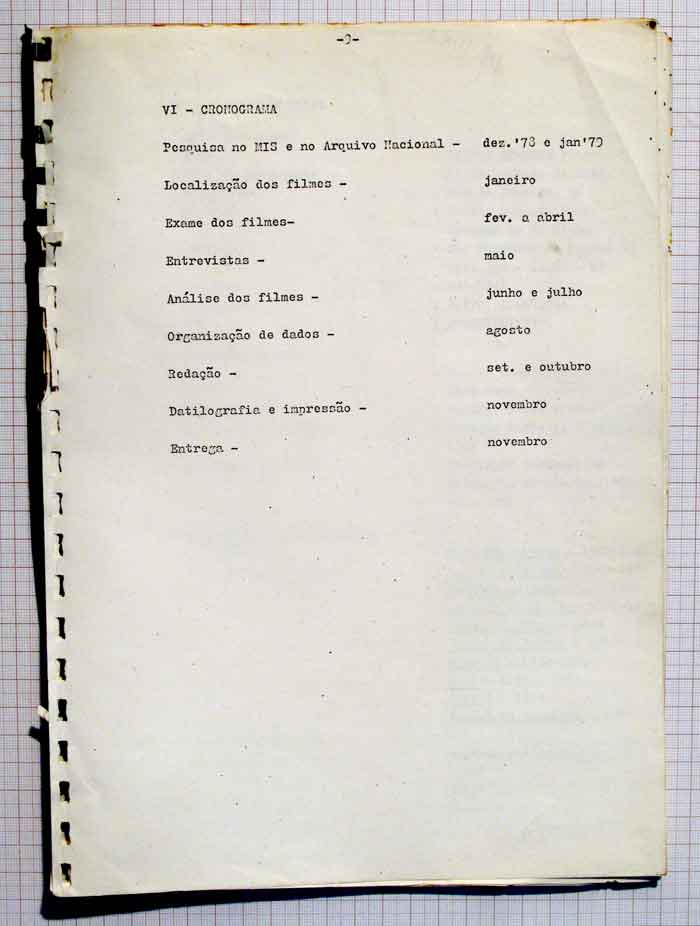 -9-
VI - CRONOGRAMA
Pesquisa no MIS e no Arquivo Nacional - dez.'78 e jan'79
Localização dos filmes - janeiro
Exame dos filmes- fev. a abril
Entrevistas - maio
Análise dos filmes - junho e julho
Organização de dados - agosto
Redação - set. e outubro
Datilografia e impressão - novembro
Entrega - novembro